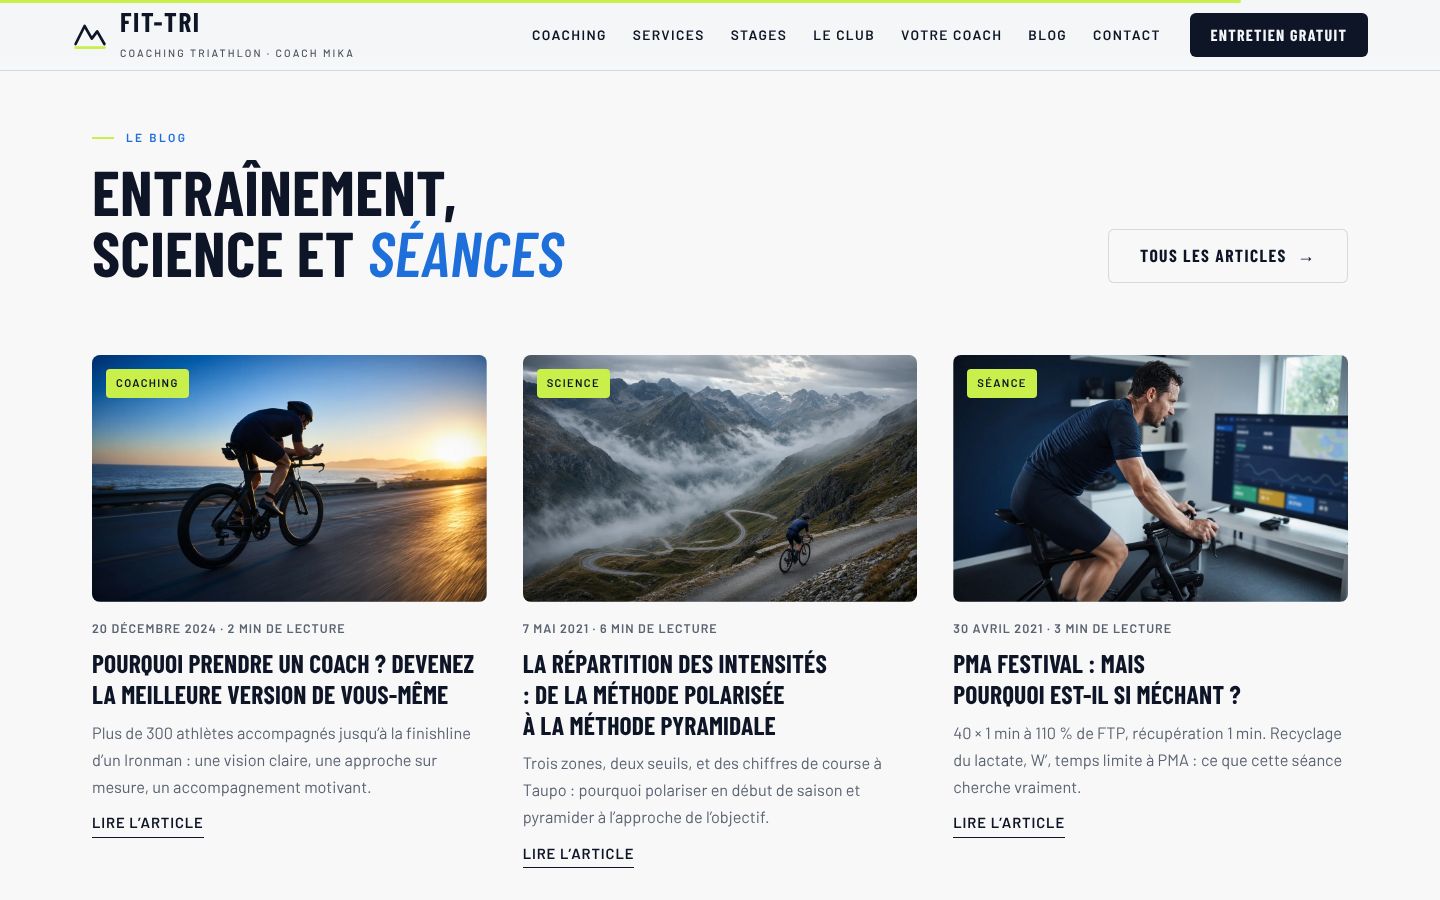 FIT-TRI
COACHING TRIATHLON · COACH MIKA
COACHING
SERVICES
STAGES
LE CLUB
VOTRE COACH
BLOG
CONTACT
ENTRETIEN GRATUIT
LE BLOG
ENTRAÎNEMENT,
SCIENCE ET SÉANCES
TOUS LES ARTICLES →
COACHING
20 DÉCEMBRE 2024 · 2 MIN DE LECTURE
POURQUOI PRENDRE UN COACH ? DEVENEZ
LA MEILLEURE VERSION DE VOUS-MÊME
Plus de 300 athlètes accompagnés jusqu’à la finishline
d’un Ironman : une vision claire, une approche sur
mesure, un accompagnement motivant.
LIRE L’ARTICLE
SCIENCE
7 MAI 2021 · 6 MIN DE LECTURE
LA RÉPARTITION DES INTENSITÉS
: DE LA MÉTHODE POLARISÉE
À LA MÉTHODE PYRAMIDALE
Trois zones, deux seuils, et des chiffres de course à
Taupo : pourquoi polariser en début de saison et
pyramider à l’approche de l’objectif.
LIRE L’ARTICLE
SÉANCE
30 AVRIL 2021 · 3 MIN DE LECTURE
PMA FESTIVAL : MAIS
POURQUOI EST-IL SI MÉCHANT ?
40 × 1 min à 110 % de FTP, récupération 1 min. Recyclage
du lactate, W’, temps limite à PMA : ce que cette séance
cherche vraiment.
LIRE L’ARTICLE